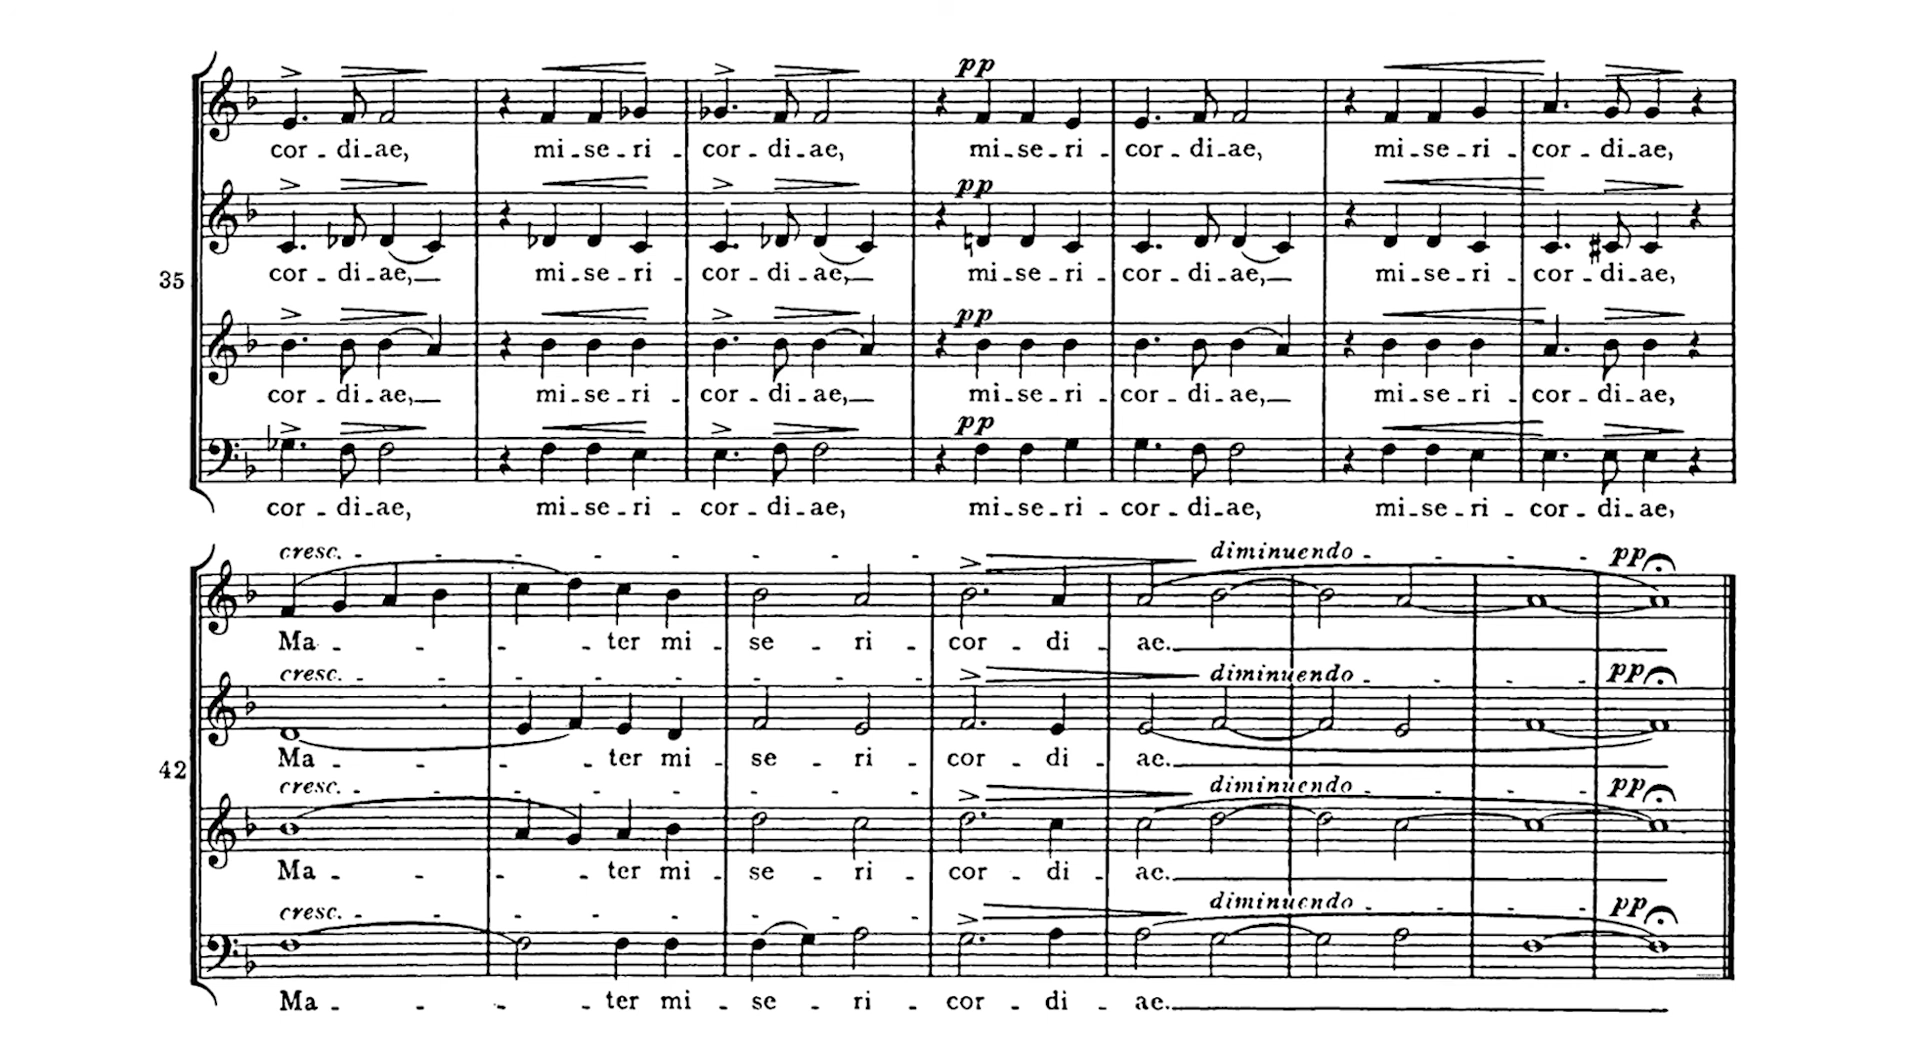 pp
cor - di - ae, mi - se - ri - cor - di - ae, mi - se - ri - cor - di - ae, mi - se - ri - cor - di - ae,
pp
cor - di - ae, mi - se - ri - cor - di - ae, mi - se - ri - cor - di - ae, mi - se - ri - cor - di - ae,
35
pp
cor - di - ae, mi - se - ri cor - di - ae, mi - se - ri - cor - di - ae, mi - se - ri - cor - di - ae,
pp
cor - di - ae, mi - se - ri - cor - di - ae, mi - se - ri - cor - di - ae, mi - se - ri - cor - di - ae,
cresc. - - - - - - - diminuendo - - - pp
Ma - - - - ter mi - se - ri - cor - di - ae.
cresc. - - - - - - - diminuendo - - - pp
Ma - - - - ter mi - se - ri - cor - di - ae.
42
cresc. - - - - - - - diminuendo - - - pp
Ma - - - - ter mi - se - ri - cor - di - ae.
cresc. - - - - - - - diminuendo - - - pp
Ma - - - - ter mi - se - ri - cor - di - ae.